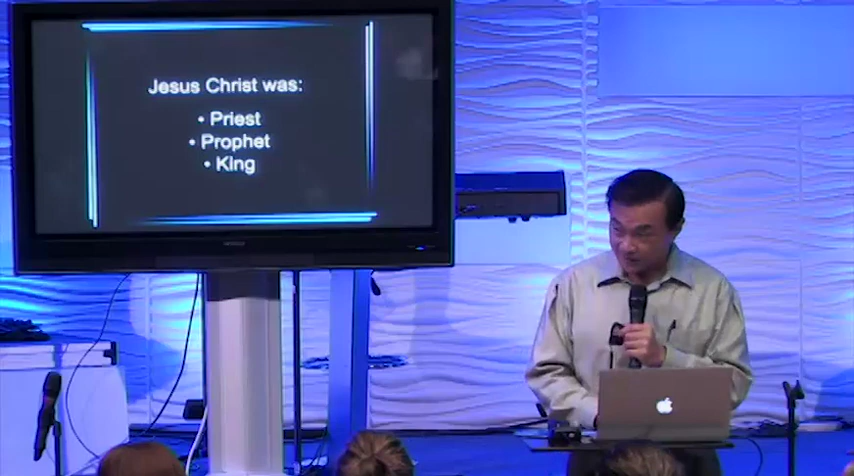 Jesus Christ was:
• Priest
• Prophet
• King